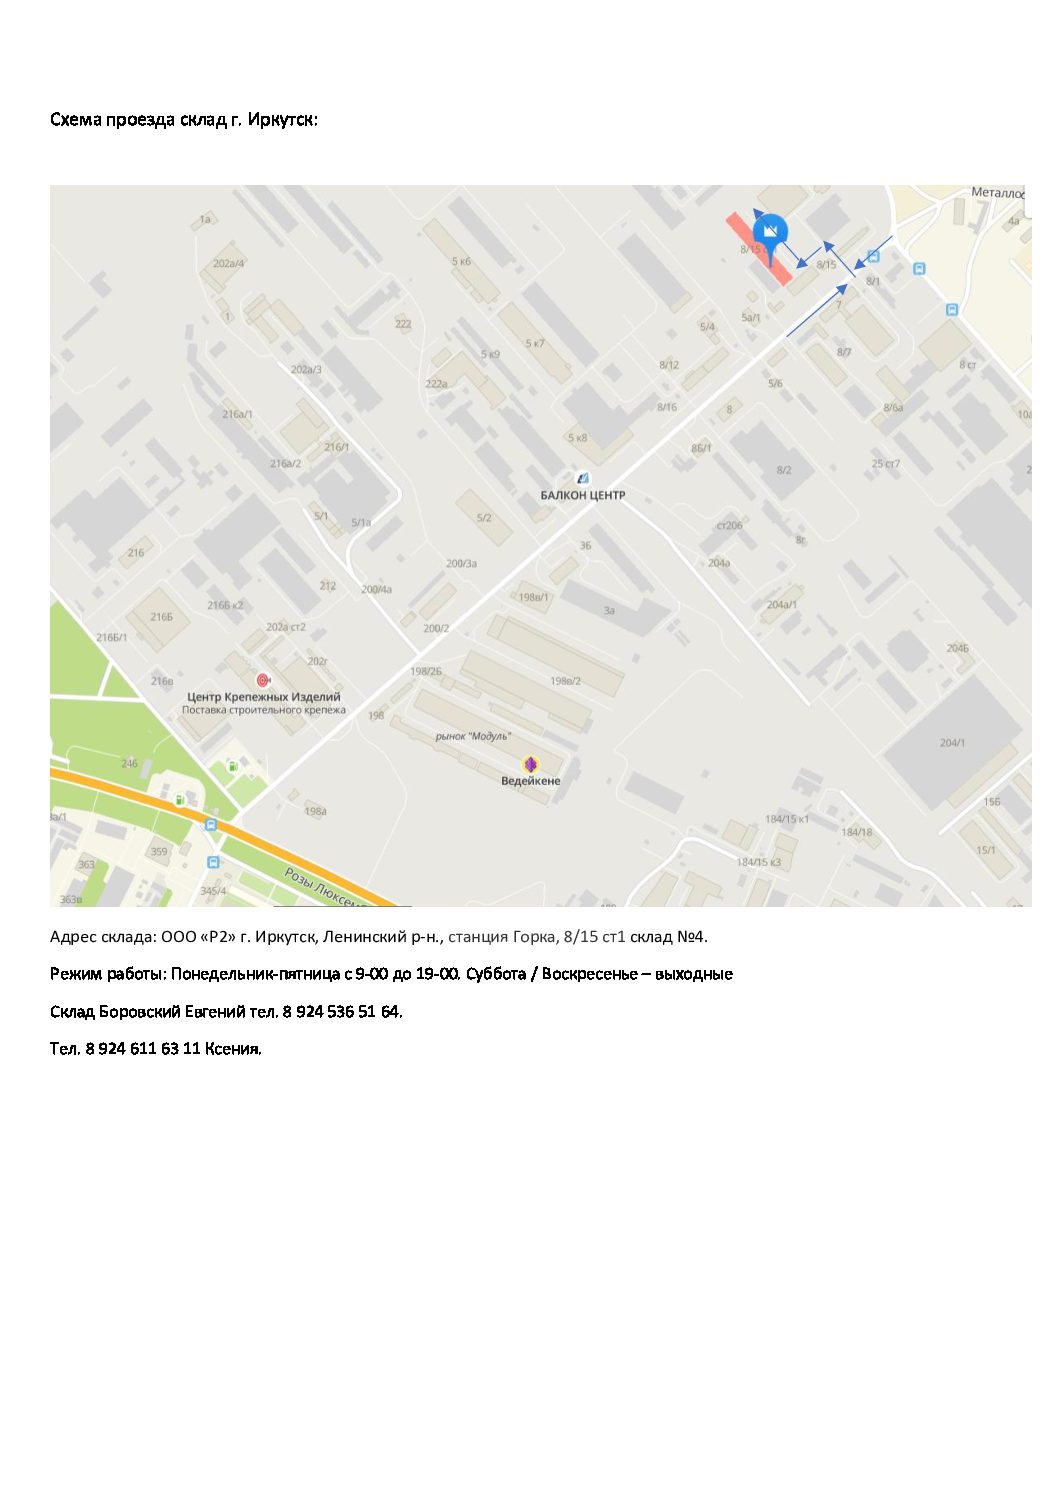 Схема проезда склад г. Иркутск:
Металлос
1а
4а
202а/4
5 к6
8/15 с
8/15
8/1
1
222
5 к7
5 к9
5/4
5а/1
7
8/7
8 ст
202а/3
222а
8/12
5/6
216а/1
8/16
8
8/6а
10а
216/1
5 к8
8Б/1
216а/2
8/2
25 ст7
2
БАЛКОН ЦЕНТР
5/1
5/1а
5/2
ст206
8г
216
3Б
200/3а
204а
212
200/4а
198в/1
216Б к2
3а
204а/1
216Б
202а ст2
200/2
216Б/1
204Б
202г
198/2Б
216в
198в/2
Центр Крепежных Изделий
Поставка строительного крепежа
198
рынок "Модуль"
204/1
246
Ведейкене
15Б
198а
184/15 к1
184/18
359
363
184/15 к3
15/1
345/4
363в
Розы Люксем
Адрес склада: ООО «Р2» г. Иркутск, Ленинский р-н., станция Горка, 8/15 ст1 склад №4.
Режим работы: Понедельник-пятница с 9-00 до 19-00. Суббота / Воскресенье – выходные
Склад Боровский Евгений тел. 8 924 536 51 64.
Тел. 8 924 611 63 11 Ксения.